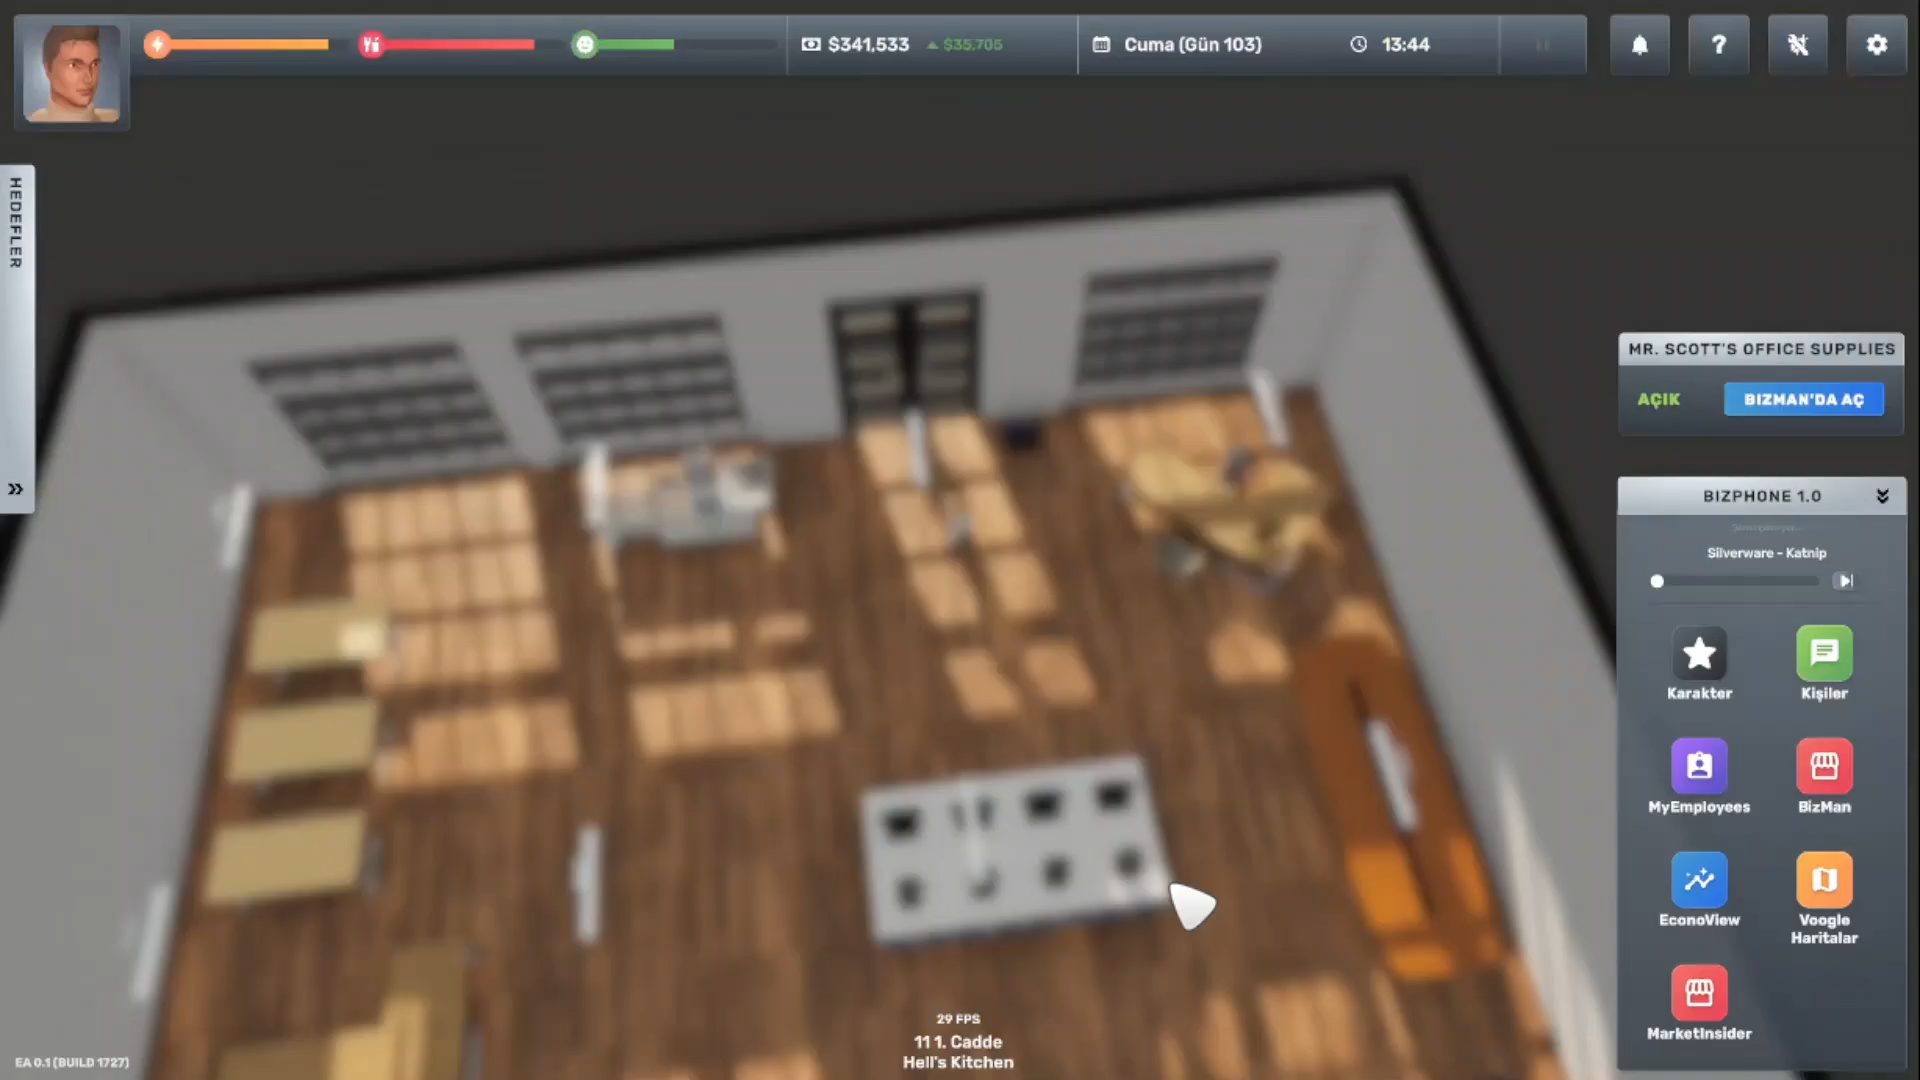 $341,533
$35,705
Cuma (Gün 103)
13:44
?
HEDEFLER
MR. SCOTT'S OFFICE SUPPLIES
AÇIK
BIZMAN'DA AÇ
BIZPHONE 1.0
Silverware - Katnip
Karakter
Kişiler
MyEmployees
BizMan
EconoView
Voogle
Haritalar
MarketInsider
29 FPS
11 1. Cadde
Hell's Kitchen
EA 0.1 (BUILD 1727)